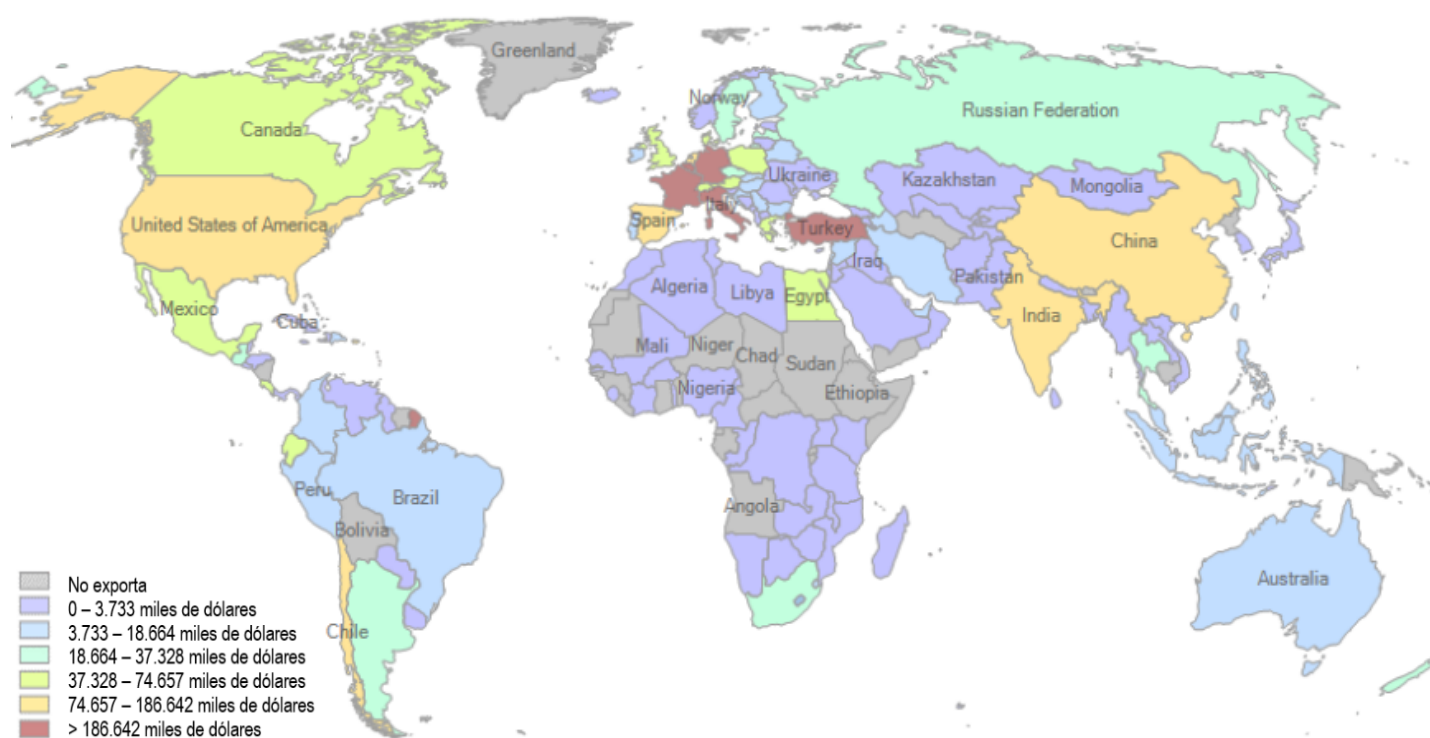 Greenland
Norway
Russian Federation
Canada
Ukraine
Kazakhstan
Mongolia
Italy
United States of America
Spain
Turkey
China
Iraq
Pakistan
Algeria
Libya
Egypt
Mexico
India
Cuba
Mali
Niger
Chad
Sudan
Nigeria
Ethiopia
Peru
Brazil
Angola
Bolivia
Australia
Chile
No exporta
0 – 3.733 miles de dólares
3.733 – 18.664 miles de dólares
18.664 – 37.328 miles de dólares
37.328 – 74.657 miles de dólares
74.657 – 186.642 miles de dólares
> 186.642 miles de dólares